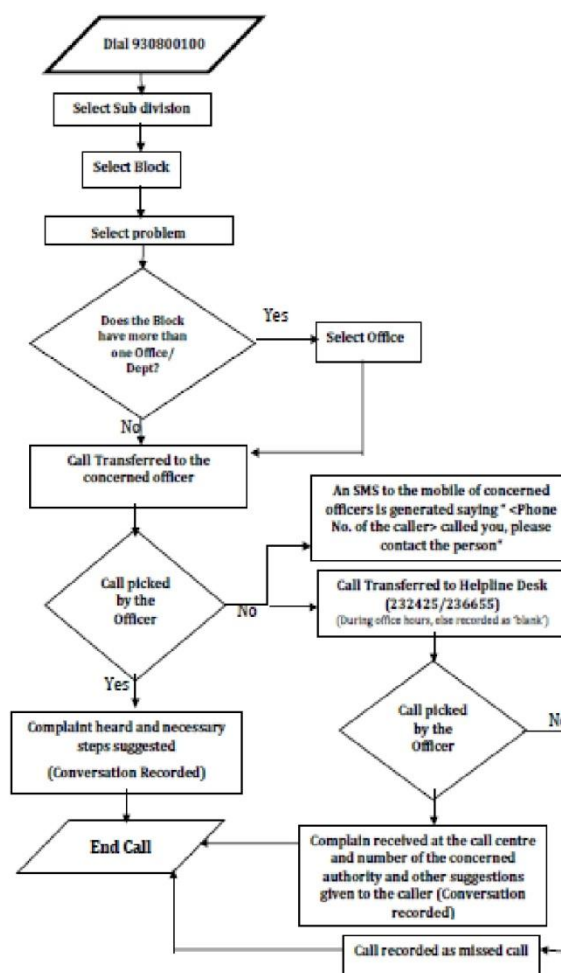 Dial 930800100
Select Sub division
Select Block
Select problem
Does the Block
have more than
one Office/
Dept?
Yes
Select Office
No
Call Transferred to the
concerned officer
An SMS to the mobile of concerned
officers is generated saying " <Phone
No. of the caller> called you, please
contact the person"
Call picked
by the
Officer
No
Call Transferred to Helpline Desk
(232425/236655)
(During office hours, else recorded as 'blank')
Yes
Call picked
by the
Officer
No
Complaint heard and necessary
steps suggested
(Conversation Recorded)
End Call
Complain received at the call centre
and number of the concerned
authority and other suggestions
given to the caller (Conversation
recorded)
Call recorded as missed call